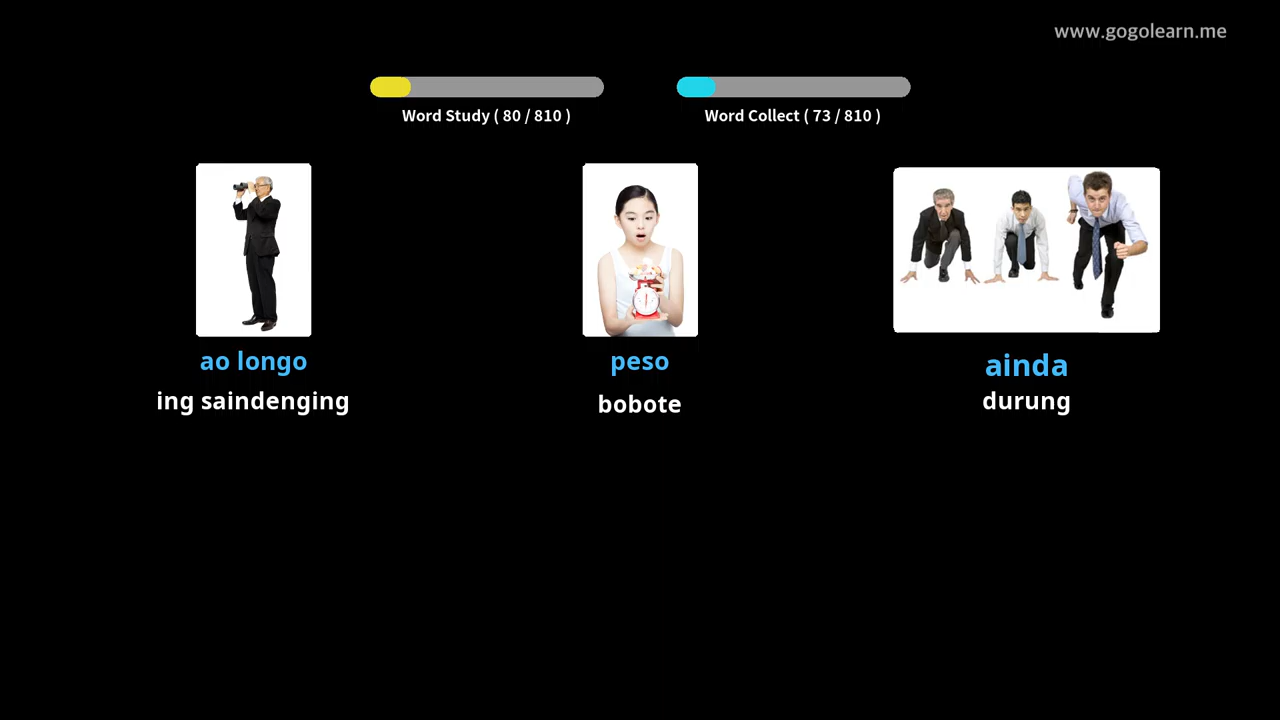 www.gogolearn.me
Word Study ( 80 / 810 )
Word Collect ( 73 / 810 )
ao longo
ing saindenging
peso
bobote
ainda
durung